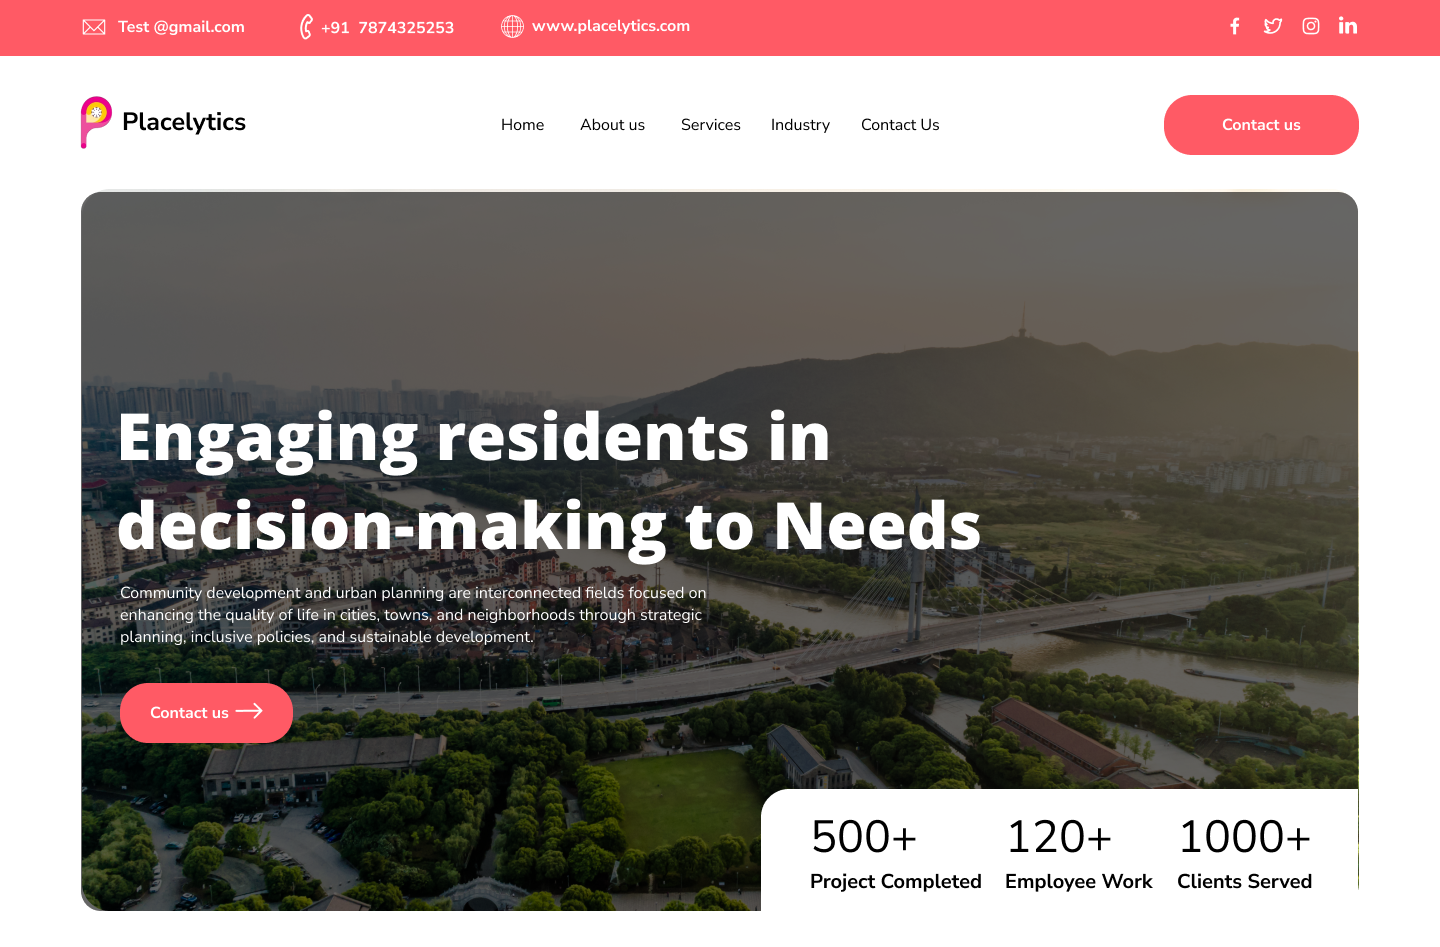 Test @gmail.com
+91 7874325253
www.placelytics.com
Placelytics
Home
About us
Services
Industry
Contact Us
Contact us
Engaging residents in
decision-making to Needs
Community development and urban planning are interconnected fields focused on
enhancing the quality of life in cities, towns, and neighborhoods through strategic
planning, inclusive policies, and sustainable development.
Contact us
500+
Project Completed
120+
Employee Work
1000+
Clients Served